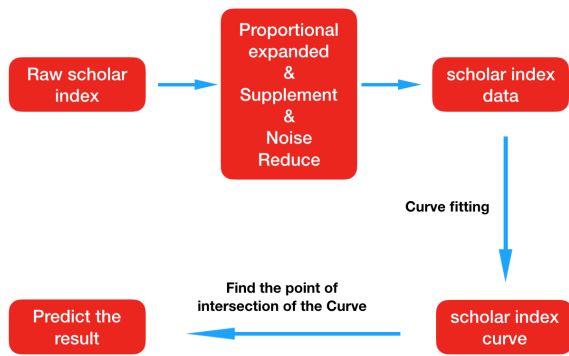 Raw scholar
index
Proportional
expanded
&
Supplement
&
Noise
Reduce
scholar index
data
Curve fitting
scholar index
curve
Find the point of
intersection of the Curve
Predict the
result